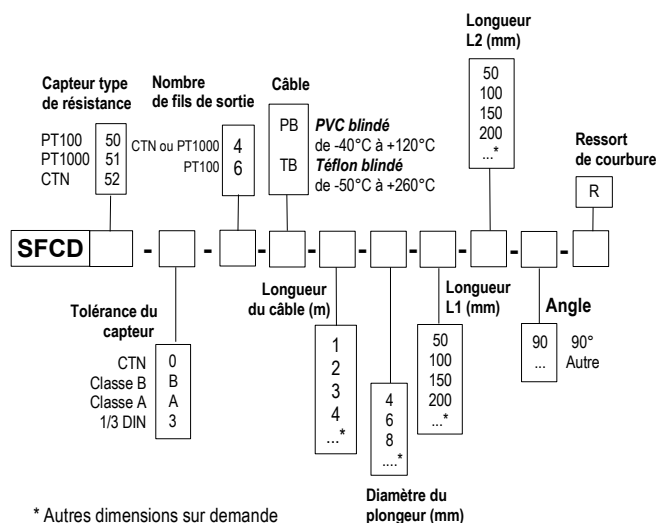 Longueur
L2 (mm)
50
100
150
200
...*
Capteur type
de résistance
PT100 50
PT1000 51
CTN 52
Nombre
de fils de sortie
CTN ou PT1000 4
PT100 6
Câble
PB PVC blindé
de -40°C à +120°C
TB Téflon blindé
de -50°C à +260°C
Ressort
de courbure
R
SFCD - - - - - - - - -
Tolérance du
capteur
CTN 0
Classe B B
Classe A A
1/3 DIN 3
Longueur
du câble (m)
1
2
3
4
...*
4
6
8
....*
Diamètre du
plongeur (mm)
Longueur
L1 (mm)
50
100
150
200
...*
Angle
90 90°
... Autre
* Autres dimensions sur demande